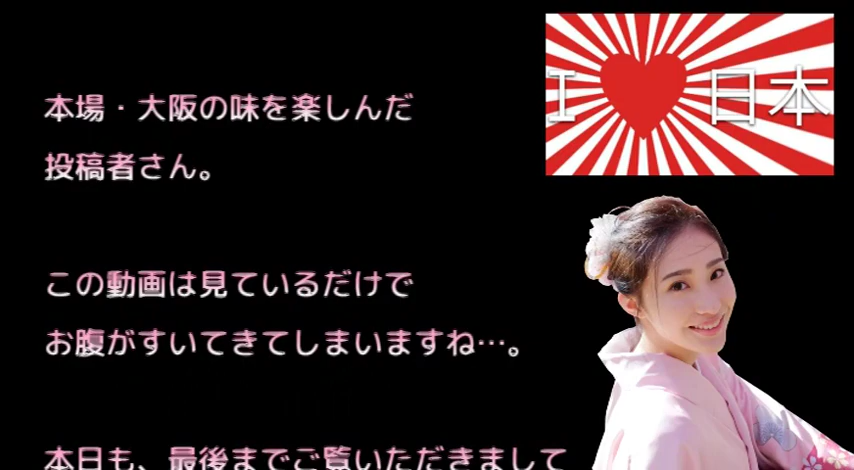 I ♥ 日本
本場・大阪の味を楽しんだ
投稿者さん。
この動画は見ているだけで
お腹がすいてきてしまいますね…。
本日も、最後までご覧いただきまして